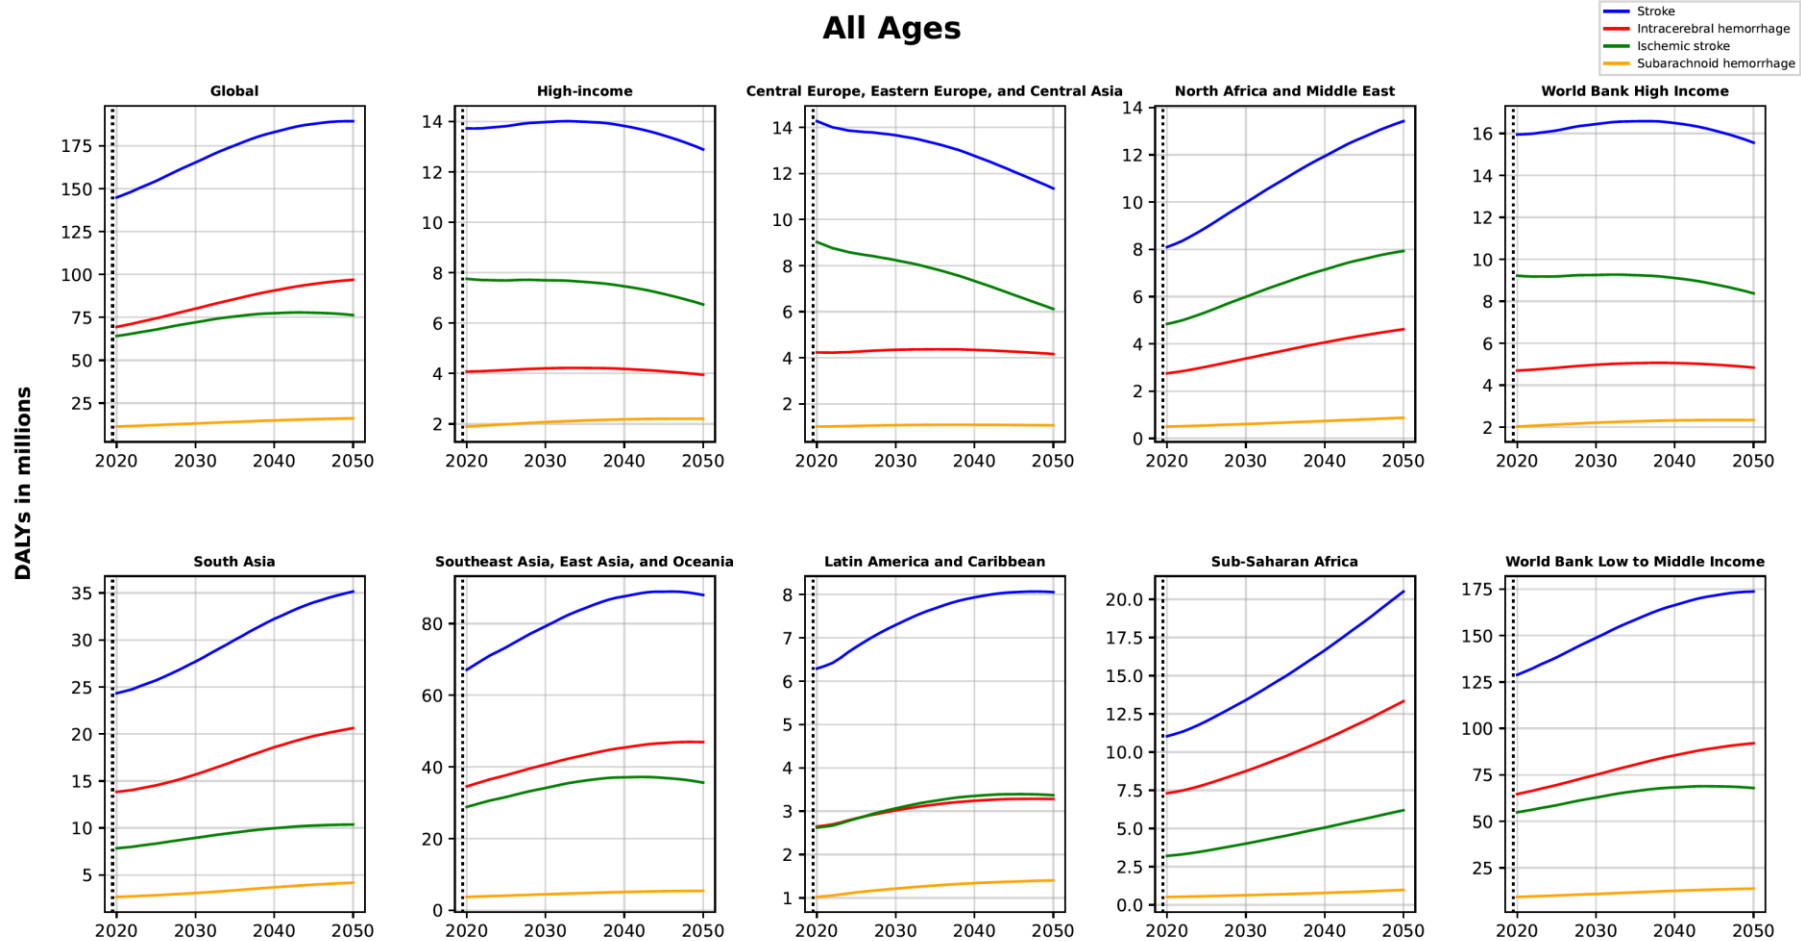 All Ages
Stroke
Intracerebral hemorrhage
Ischemic stroke
Subarachnoid hemorrhage
DALYs in millions
Global
175
150
125
100
75
50
25
2020 2030 2040 2050
High-income
14
12
10
8
6
4
2
2020 2030 2040 2050
Central Europe, Eastern Europe, and Central Asia
14
12
10
8
6
4
2
2020 2030 2040 2050
North Africa and Middle East
14
12
10
8
6
4
2
0
2020 2030 2040 2050
World Bank High Income
16
14
12
10
8
6
4
2
2020 2030 2040 2050
South Asia
35
30
25
20
15
10
5
2020 2030 2040 2050
Southeast Asia, East Asia, and Oceania
80
60
40
20
0
2020 2030 2040 2050
Latin America and Caribbean
8
7
6
5
4
3
2
1
2020 2030 2040 2050
Sub-Saharan Africa
20.0
17.5
15.0
12.5
10.0
7.5
5.0
2.5
0.0
2020 2030 2040 2050
World Bank Low to Middle Income
175
150
125
100
75
50
25
2020 2030 2040 2050